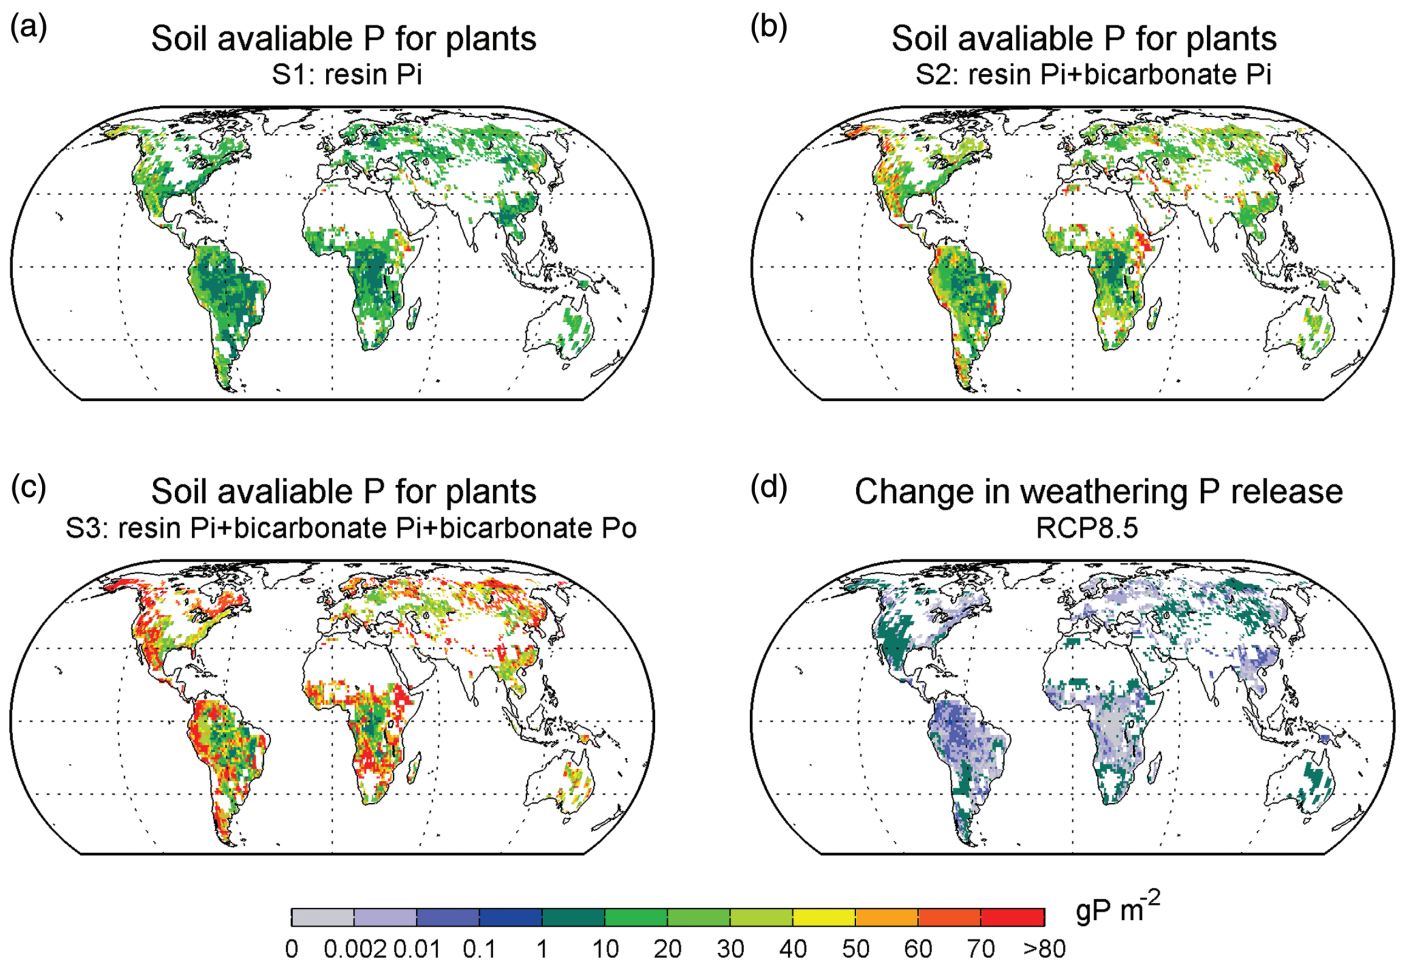 (a)
Soil avaliable P for plants
S1: resin Pi
(b)
Soil avaliable P for plants
S2: resin Pi+bicarbonate Pi
(c)
Soil avaliable P for plants
S3: resin Pi+bicarbonate Pi+bicarbonate Po
(d)
Change in weathering P release
RCP8.5
gP m-2
0 0.002 0.01 0.1 1 10 20 30 40 50 60 70 >80